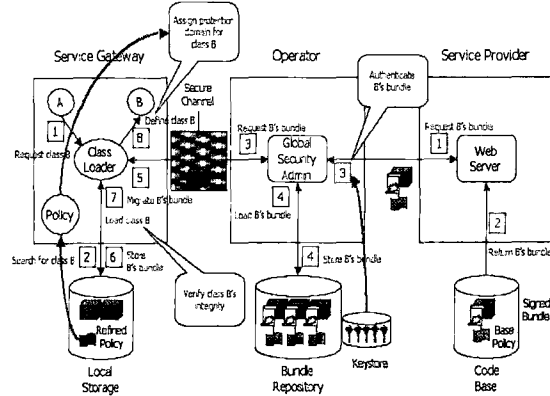 Assign protection
domain for
class B
Service Gateway
Operator
Service Provider
A
B
Secure
Channel
Authenticate
B's bundle
1
8
Define class B
Request class B
Class
Loader
5
3
Request B's bundle
Global
Security
Admin
3
Request B's bundle
1
Web
Server
7
Migrate B's bundle
4
Load B's bundle
Policy
Load class B
2
Return B's bundle
Search for class B
2
6
Store
B's bundle
4
Store B's bundle
Verify class B's
integrity
Refined
Policy
Signed
Bundle
Base
Policy
Local
Storage
Bundle
Repository
Keystore
Code
Base